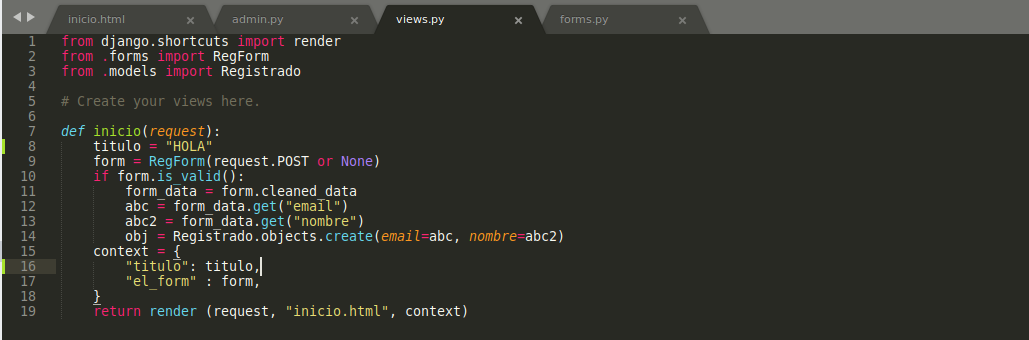 inicio.html × admin.py × views.py × forms.py ×
1 from django.shortcuts import render
2 from .forms import RegForm
3 from .models import Registrado
4
5 # Create your views here.
6
7 def inicio(request):
8     titulo = "HOLA"
9     form = RegForm(request.POST or None)
10     if form.is_valid():
11         form_data = form.cleaned_data
12         abc = form_data.get("email")
13         abc2 = form_data.get("nombre")
14         obj = Registrado.objects.create(email=abc, nombre=abc2)
15     context = {
16         "titulo": titulo,
17         "el_form" : form,
18     }
19     return render (request, "inicio.html", context)